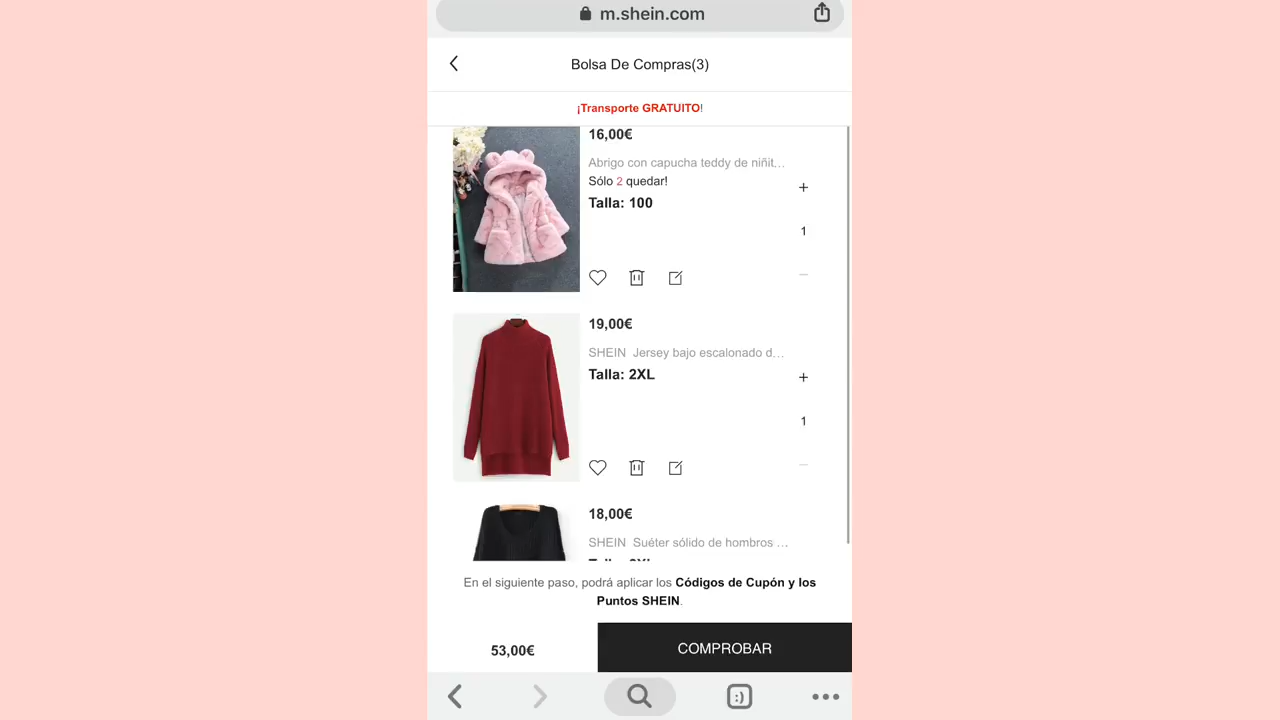 m.shein.com
Bolsa De Compras(3)
¡Transporte GRATUITO!
16,00€
Abrigo con capucha teddy de niñit...
Sólo 2 quedar!
Talla: 100
+
1
19,00€
SHEIN Jersey bajo escalonado d...
Talla: 2XL
+
1
18,00€
SHEIN Suéter sólido de hombros ...
En el siguiente paso, podrá aplicar los Códigos de Cupón y los
Puntos SHEIN.
53,00€
COMPROBAR
:)